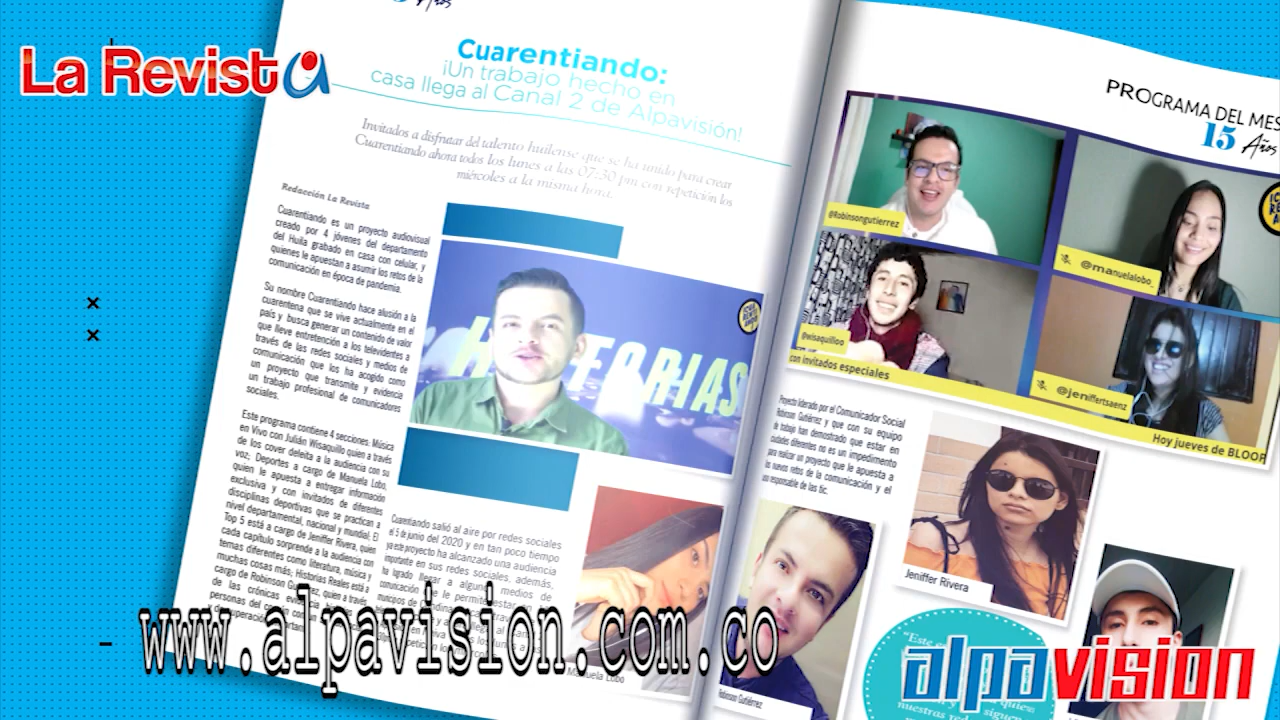 La Revista
Años
Cuarentiando:
¡Un trabajo hecho en
casa llega al Canal 2 de Alpavisión!
Invitados a disfrutar del talento huilense que se ha unido para crear
Cuarentiando ahora todos los lunes a las 07:30 pm con repetición los
miércoles a la misma hora.
Redacción La Revista
Cuarentiando es un proyecto audiovisual
creado por 4 jóvenes del departamento
del Huila grabado en casa con celular, y
quienes le apuestan a asumir los retos de la
comunicación en época de pandemia.
Su nombre Cuarentiando hace alusión a la
cuarentena que se vive actualmente en el
país y busca generar un contenido de valor
que lleve entretención a los televidentes a
través de las redes sociales y medios de
comunicación que los ha acogido como
un proyecto que transmite y evidencia
un trabajo profesional de comunicadores
sociales.
Este programa contiene 4 secciones: Música
en Vivo con Julián Wisaquillo quien a través
de los cover deleita a la audiencia con su
voz; Deportes a cargo de Manuela Lobo,
quien le apuesta a entregar información
exclusiva y con invitados de diferentes
disciplinas deportivas que se practican a
nivel departamental, nacional y mundial; El
Top 5 está a cargo de Jeniffer Rivera, quien
cada capítulo sorprende a la audiencia con
temas diferentes como literatura, música y
muchas cosas más; Historias Reales está a
cargo de Robinson Gutiérrez, quien a través
de las crónicas
personas del
Cuarentiando salió al aire por redes sociales
el 5 de junio del 2020 y en tan poco tiempo
ya este proyecto ha alcanzado una audiencia
importante en sus redes sociales, además,
ha logrado llegar a algunos medios de
comunicación
Manuela Lobo
PROGRAMA DEL MES
15 Años
@Robinsongutierrez
@manuelalobo_
@wisaquilloo
@jeniffertsaenz
con invitados especiales
Hoy jueves de BLOOP
Proyecto liderado por el Comunicador Social
Robinson Gutiérrez y que con su equipo
de trabajo han demostrado que estar en
ciudades diferentes no es un impedimento
para realizar un proyecto que le apuesta a
los nuevos retos de la comunicación y el
uso responsable de las tic.
Jeniffer Rivera
Robinson Gutiérrez
"Este
www.alpavision.com.co
alpavision